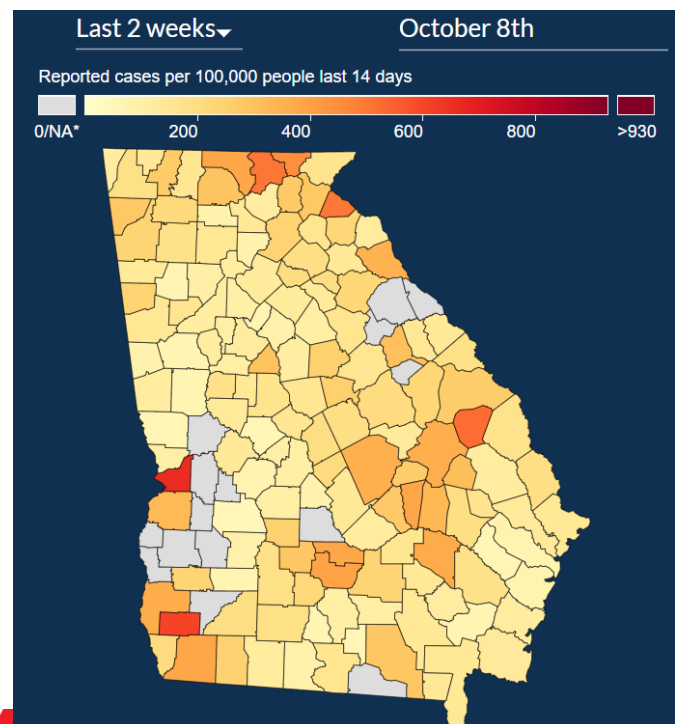 Last 2 weeks
October 8th
Reported cases per 100,000 people last 14 days
0/NA* 200 400 600 800 >930